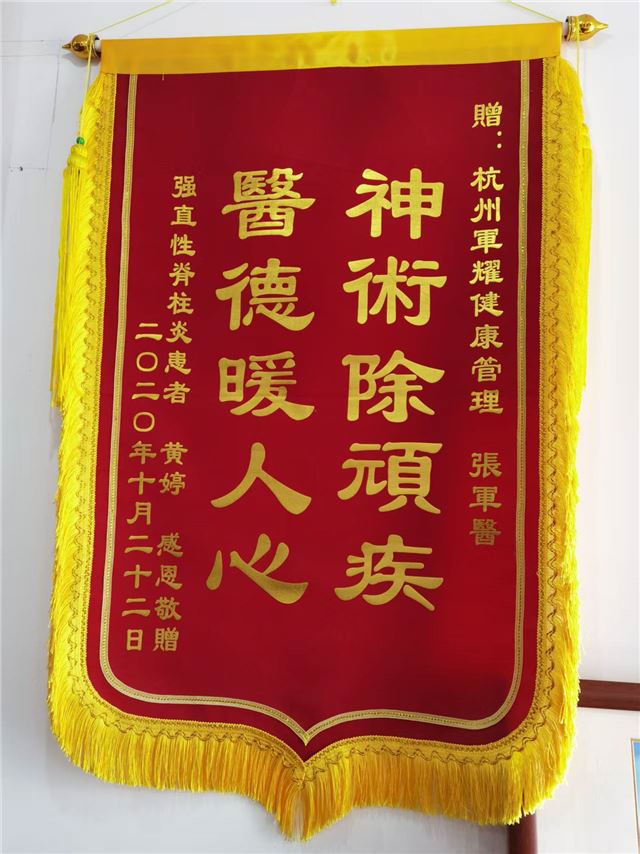 贈：杭州軍耀健康管理 張軍醫
神術除頑疾
醫德暖人心
强直性脊柱炎患者 黄婷 感恩敬贈
二〇二〇年十月二十二日